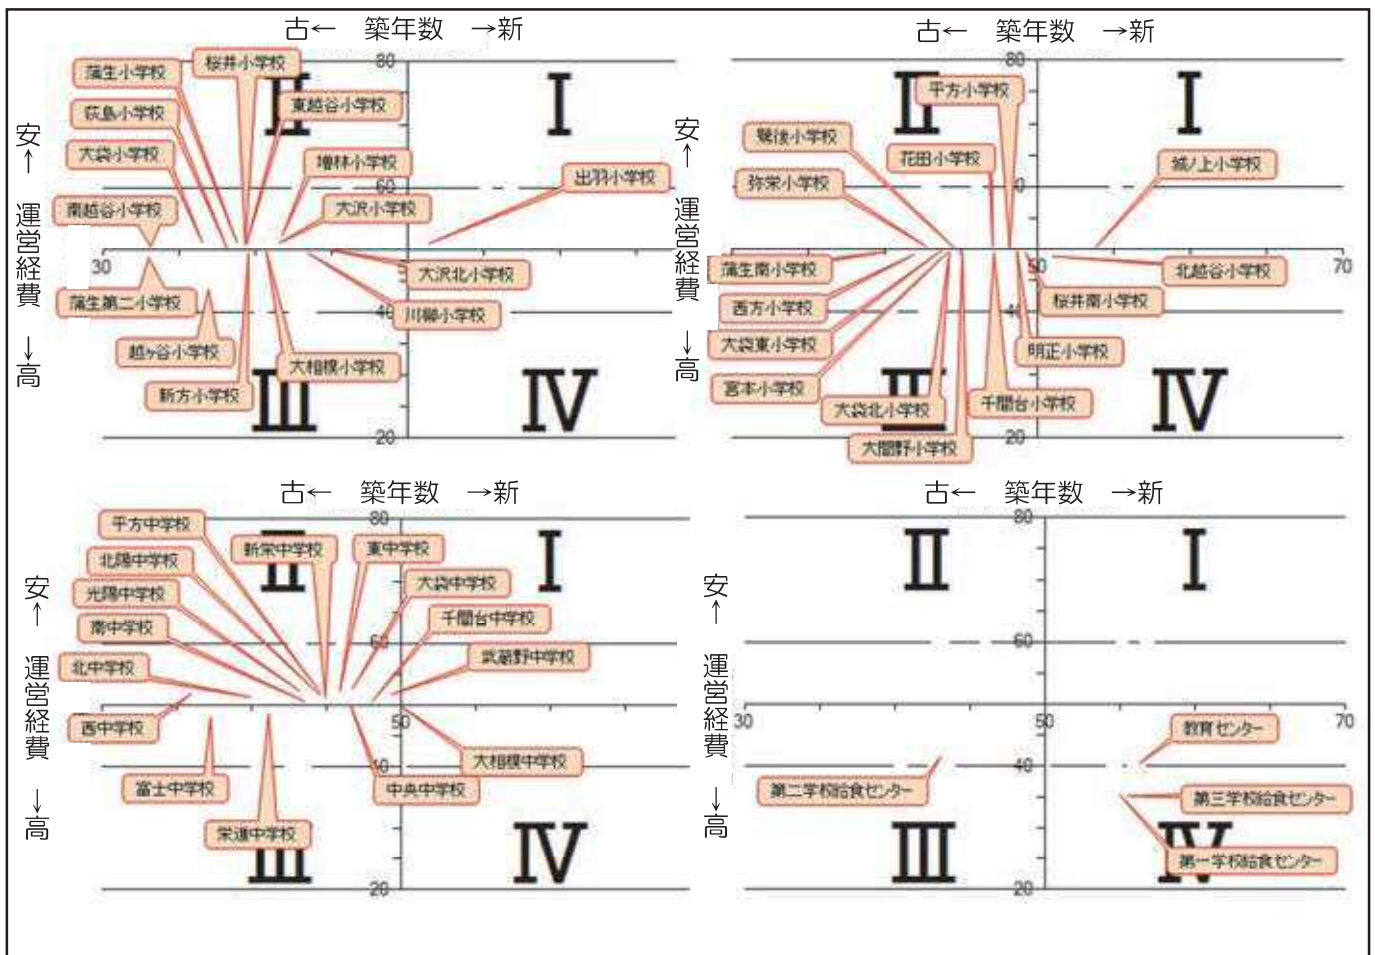 古← 築年数 →新
安← 運営経費 →高
80
60
40
20
30
Ⅱ
Ⅰ
Ⅲ
Ⅳ
桜井小学校
蒲生小学校
荻島小学校
大袋小学校
南越谷小学校
東越谷小学校
増林小学校
大沢小学校
出羽小学校
蒲生第二小学校
越ヶ谷小学校
新方小学校
大相模小学校
川柳小学校
大沢北小学校
古← 築年数 →新
安← 運営経費 →高
80
40
20
50
70
Ⅱ
Ⅰ
Ⅳ
平方小学校
鷺後小学校
花田小学校
弥栄小学校
城ノ上小学校
蒲生南小学校
西方小学校
大袋東小学校
宮本小学校
大袋北小学校
大間野小学校
千間台小学校
明正小学校
桜井南小学校
北越谷小学校
古← 築年数 →新
安← 運営経費 →高
80
60
50
40
20
Ⅱ
Ⅰ
Ⅲ
Ⅳ
平方中学校
新栄中学校
東中学校
北陽中学校
光陽中学校
南中学校
北中学校
西中学校
大袋中学校
千間台中学校
武蔵野中学校
大相模中学校
中央中学校
富士中学校
栄進中学校
古← 築年数 →新
安← 運営経費 →高
80
60
30
50
70
40
20
Ⅱ
Ⅰ
Ⅲ
Ⅳ
教育センター
第二学校給食センター
第三学校給食センター
第一学校給食センター